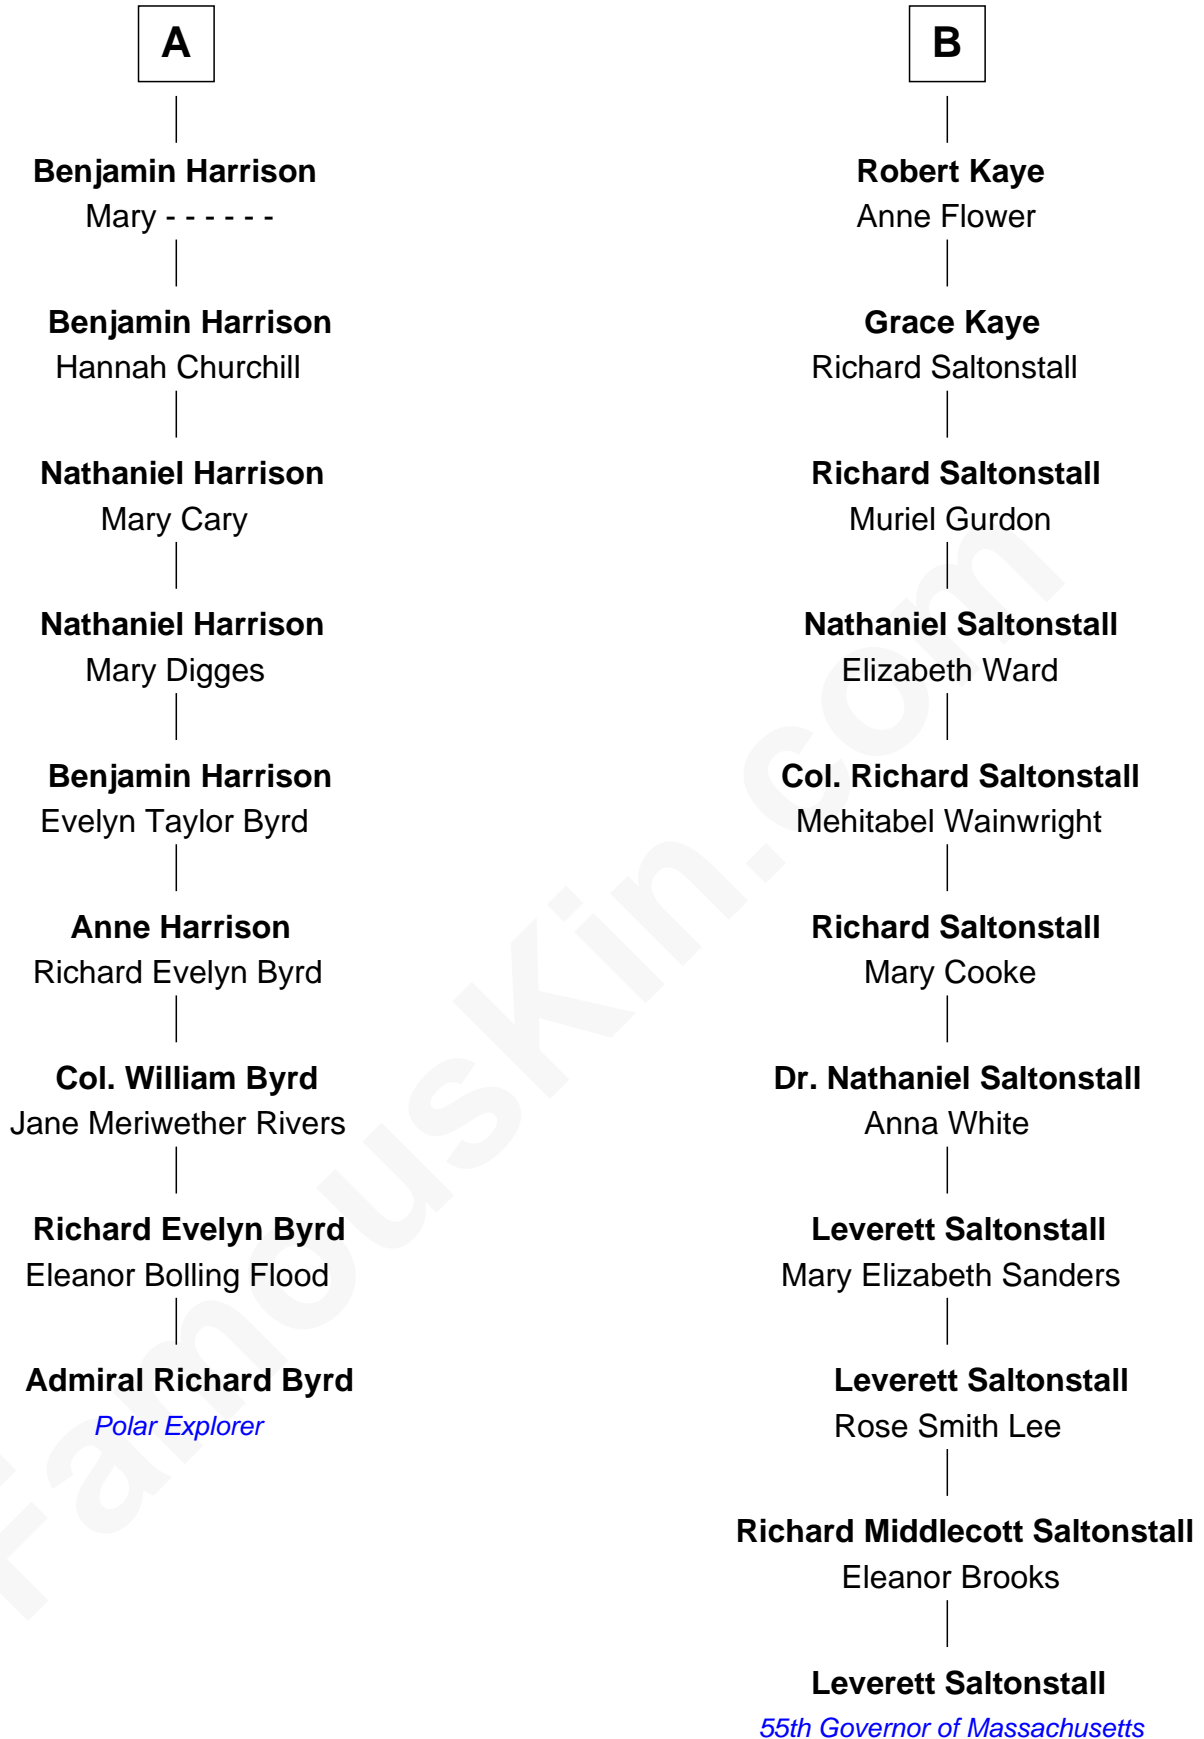 A
Benjamin Harrison
Mary - - - - - -
Benjamin Harrison
Hannah Churchill
Nathaniel Harrison
Mary Cary
Nathaniel Harrison
Mary Digges
Benjamin Harrison
Evelyn Taylor Byrd
Anne Harrison
Richard Evelyn Byrd
Col. William Byrd
Jane Meriwether Rivers
Richard Evelyn Byrd
Eleanor Bolling Flood
Admiral Richard Byrd
Polar Explorer
B
Robert Kaye
Anne Flower
Grace Kaye
Richard Saltonstall
Richard Saltonstall
Muriel Gurdon
Nathaniel Saltonstall
Elizabeth Ward
Col. Richard Saltonstall
Mehitabel Wainwright
Richard Saltonstall
Mary Cooke
Dr. Nathaniel Saltonstall
Anna White
Leverett Saltonstall
Mary Elizabeth Sanders
Leverett Saltonstall
Rose Smith Lee
Richard Middlecott Saltonstall
Eleanor Brooks
Leverett Saltonstall
55th Governor of Massachusetts
FamousKin.com